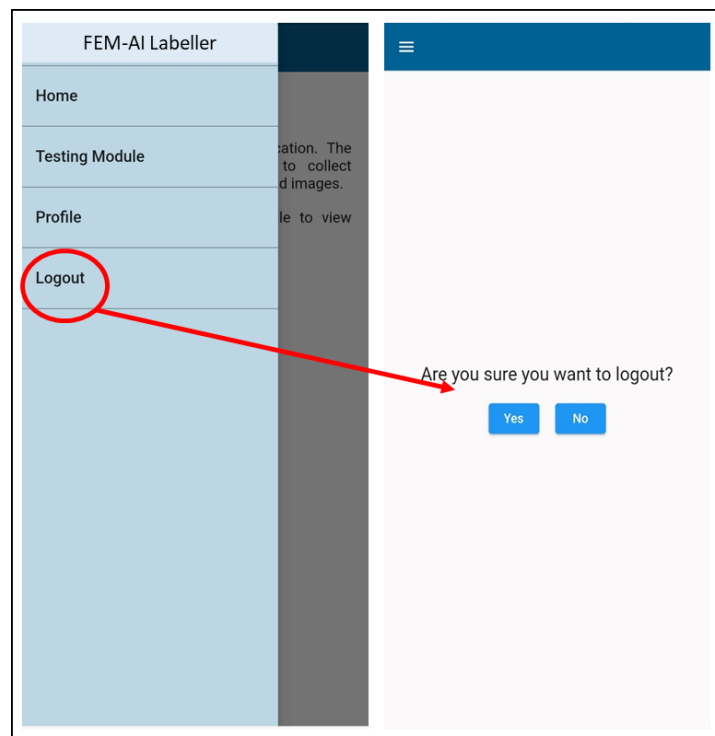 FEM-AI Labeller
Home
Testing Module
Profile
Logout
cation. The
to collect
d images.
le to view
Are you sure you want to logout?
Yes No